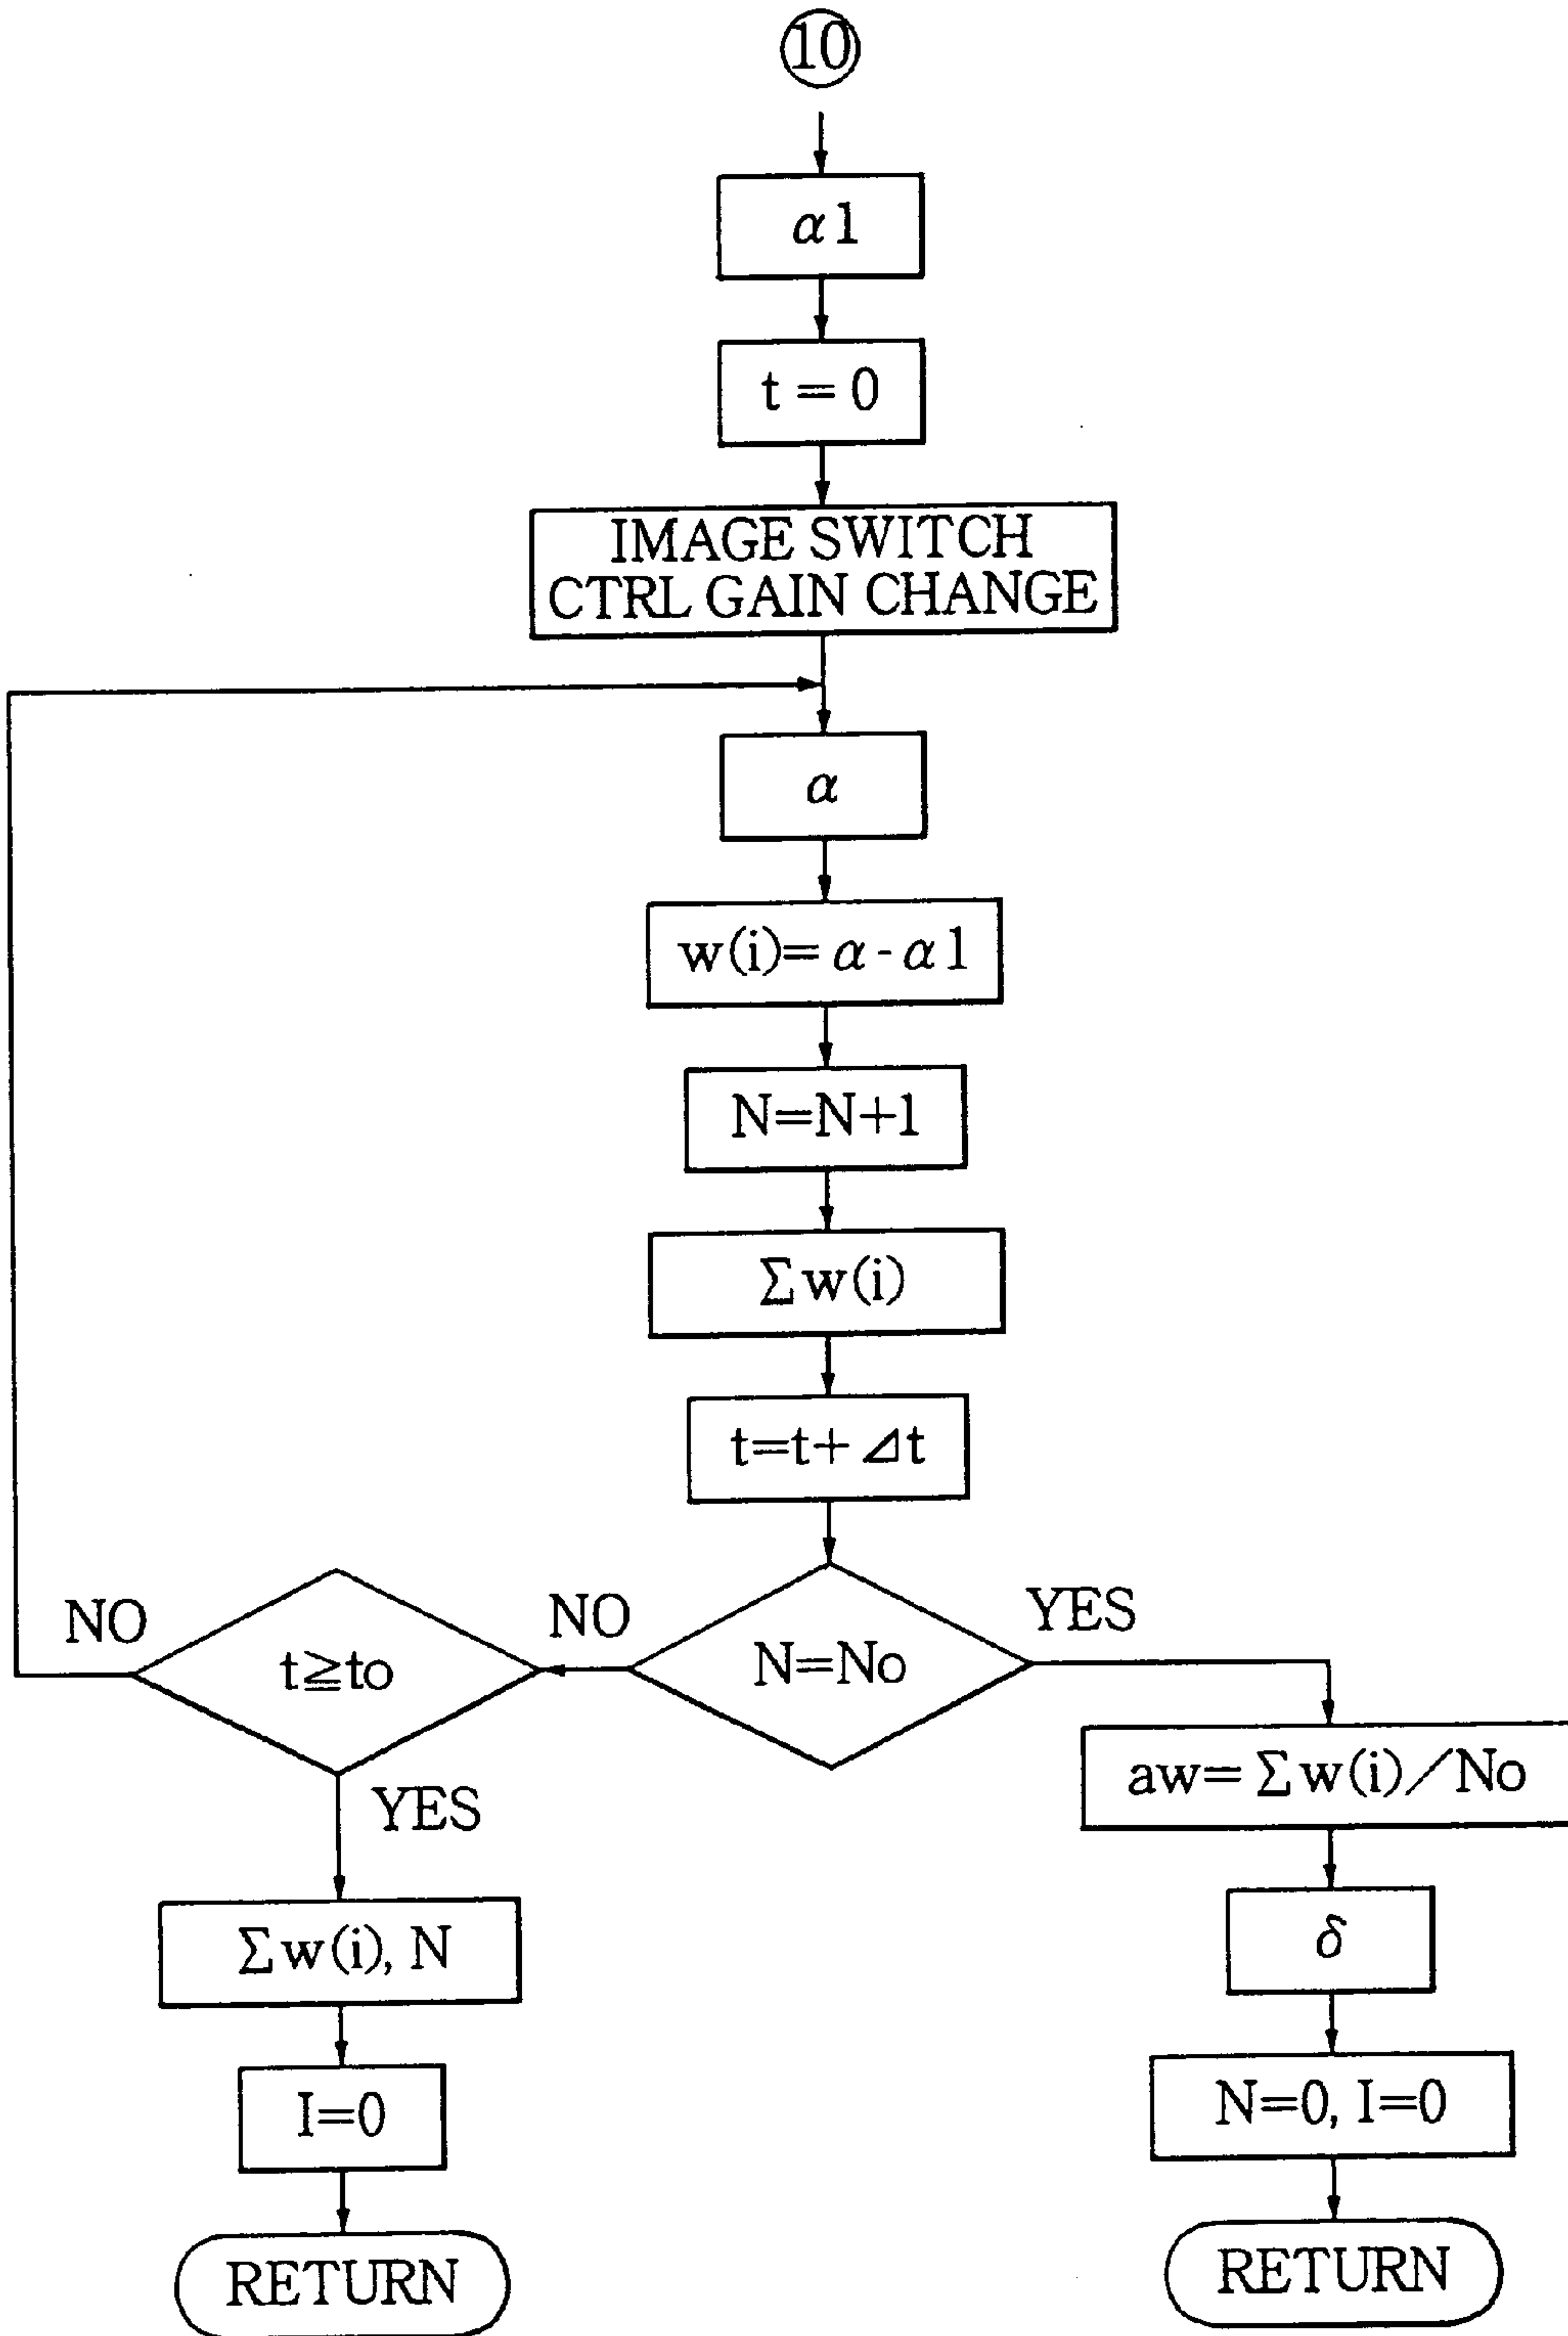 10
α1
t = 0
IMAGE SWITCH
CTRL GAIN CHANGE
α
w(i)= α - α1
N=N+1
Σw(i)
t=t+ ⊿t
NO
t≧to
NO
N=No
YES
YES
aw= Σw(i)／No
Σw(i), N
δ
I=0
N=0, I=0
RETURN
RETURN